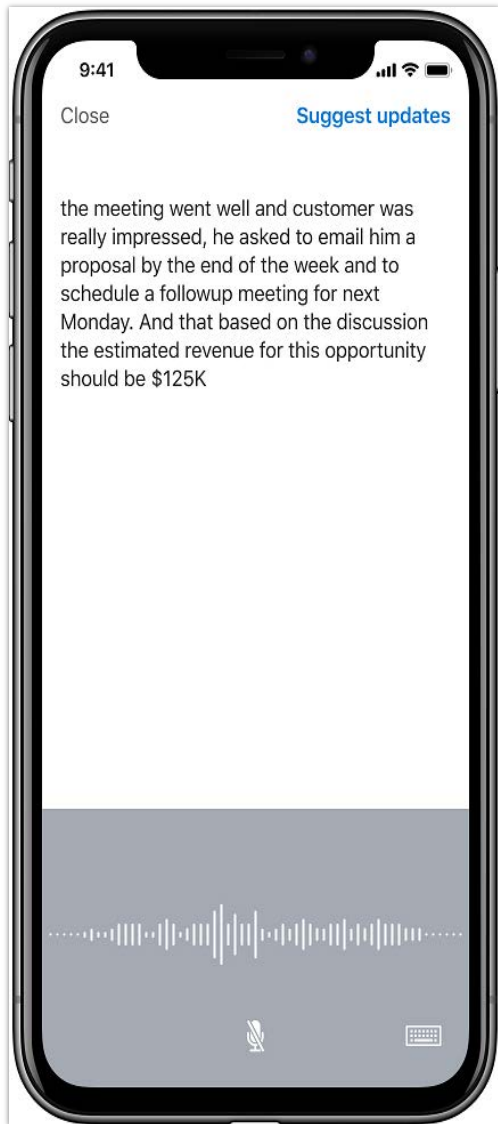 9:41
Close Suggest updates
the meeting went well and customer was
really impressed, he asked to email him a
proposal by the end of the week and to
schedule a followup meeting for next
Monday. And that based on the discussion
the estimated revenue for this opportunity
should be $125K